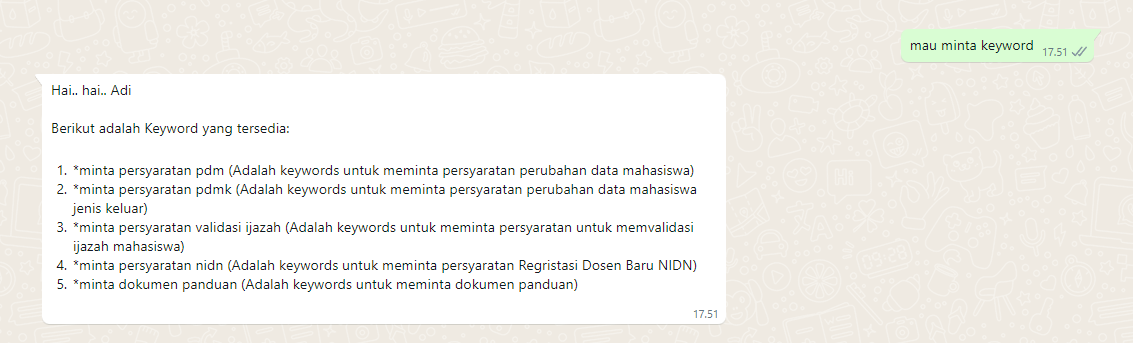 mau minta keyword 17.51
Hai.. hai.. Adi
Berikut adalah Keyword yang tersedia:
1. *minta persyaratan pdm (Adalah keywords untuk meminta persyaratan perubahan data mahasiswa)
2. *minta persyaratan pdmk (Adalah keywords untuk meminta persyaratan perubahan data mahasiswa
jenis keluar)
3. *minta persyaratan validasi ijazah (Adalah keywords untuk meminta persyaratan untuk memvalidasi
ijazah mahasiswa)
4. *minta persyaratan nidn (Adalah keywords untuk meminta persyaratan Regristasi Dosen Baru NIDN)
5. *minta dokumen panduan (Adalah keywords untuk meminta dokumen panduan)
17.51